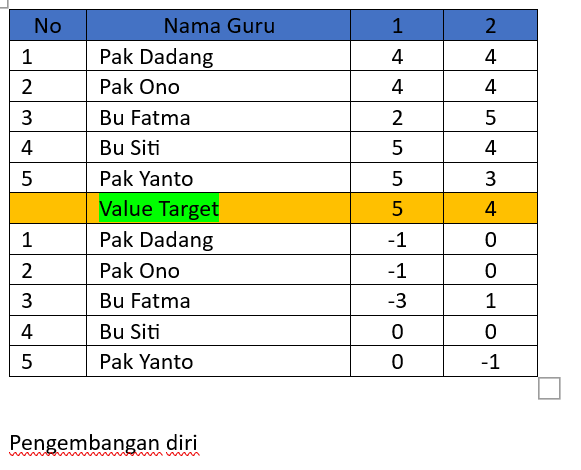 No Nama Guru 1 2
1 Pak Dadang 4 4
2 Pak Ono 4 4
3 Bu Fatma 2 5
4 Bu Siti 5 4
5 Pak Yanto 5 3
Value Target 5 4
1 Pak Dadang -1 0
2 Pak Ono -1 0
3 Bu Fatma -3 1
4 Bu Siti 0 0
5 Pak Yanto 0 -1
Pengembangan diri